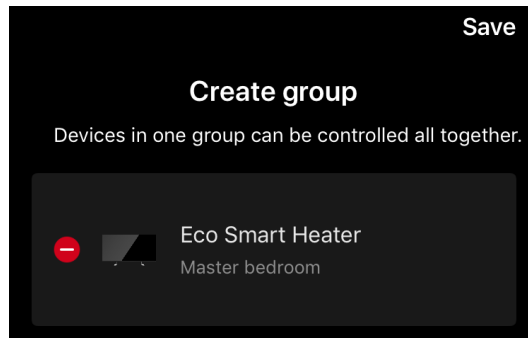 Save
Create group
Devices in one group can be controlled all together.
Eco Smart Heater
Master bedroom